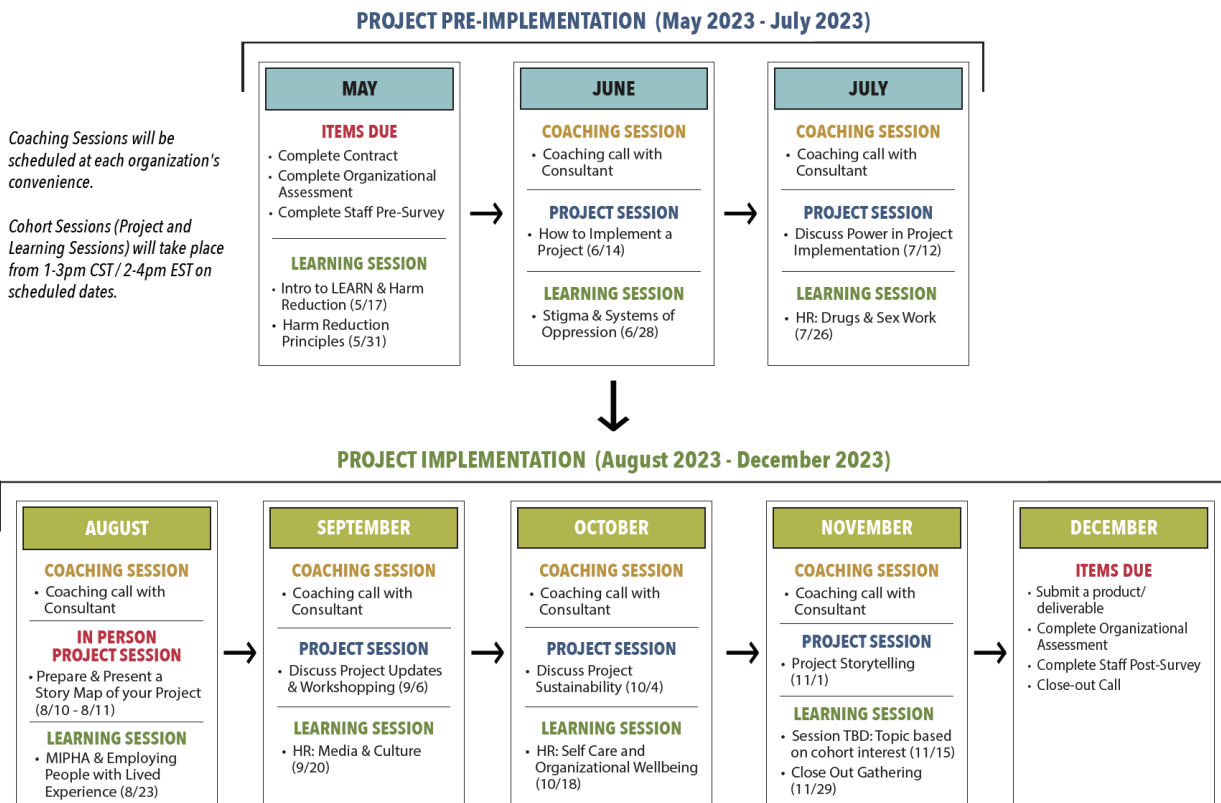 PROJECT PRE-IMPLEMENTATION (May 2023 - July 2023)
Coaching Sessions will be
scheduled at each organization's
convenience.
Cohort Sessions (Project and
Learning Sessions) will take place
from 1-3pm CST / 2-4pm EST on
scheduled dates.
MAY
ITEMS DUE
• Complete Contract
• Complete Organizational
Assessment
• Complete Staff Pre-Survey
LEARNING SESSION
• Intro to LEARN & Harm
Reduction (5/17)
• Harm Reduction
Principles (5/31)
JUNE
COACHING SESSION
• Coaching call with
Consultant
PROJECT SESSION
• How to Implement a
Project (6/14)
LEARNING SESSION
• Stigma & Systems of
Oppression (6/28)
JULY
COACHING SESSION
• Coaching call with
Consultant
PROJECT SESSION
• Discuss Power in Project
Implementation (7/12)
LEARNING SESSION
• HR: Drugs & Sex Work
(7/26)
PROJECT IMPLEMENTATION (August 2023 - December 2023)
AUGUST
COACHING SESSION
• Coaching call with
Consultant
IN PERSON
PROJECT SESSION
• Prepare & Present a
Story Map of your Project
(8/10 - 8/11)
LEARNING SESSION
• MIPHA & Employing
People with Lived
Experience (8/23)
SEPTEMBER
COACHING SESSION
• Coaching call with
Consultant
PROJECT SESSION
• Discuss Project Updates
& Workshopping (9/6)
LEARNING SESSION
• HR: Media & Culture
(9/20)
OCTOBER
COACHING SESSION
• Coaching call with
Consultant
PROJECT SESSION
• Discuss Project
Sustainability (10/4)
LEARNING SESSION
• HR: Self Care and
Organizational Wellbeing
(10/18)
NOVEMBER
COACHING SESSION
• Coaching call with
Consultant
PROJECT SESSION
• Project Storytelling
(11/1)
LEARNING SESSION
• Session TBD: Topic based
on cohort interest (11/15)
• Close Out Gathering
(11/29)
DECEMBER
ITEMS DUE
• Submit a product/
deliverable
• Complete Organizational
Assessment
• Complete Staff Post-Survey
• Close-out Call